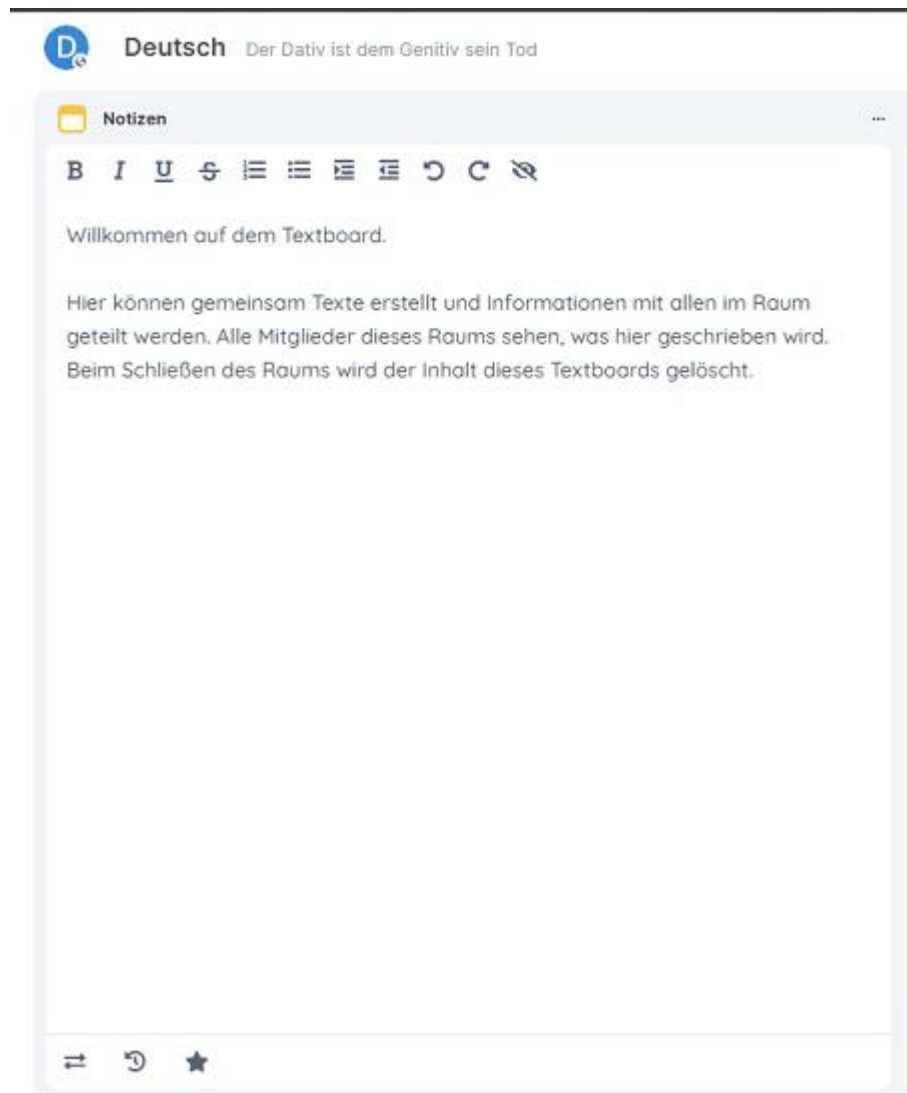 D
Deutsch Der Dativ ist dem Genitiv sein Tod
Notizen
B I U S
Willkommen auf dem Textboard.
Hier können gemeinsam Texte erstellt und Informationen mit allen im Raum
geteilt werden. Alle Mitglieder dieses Raums sehen, was hier geschrieben wird.
Beim Schließen des Raums wird der Inhalt dieses Textboards gelöscht.